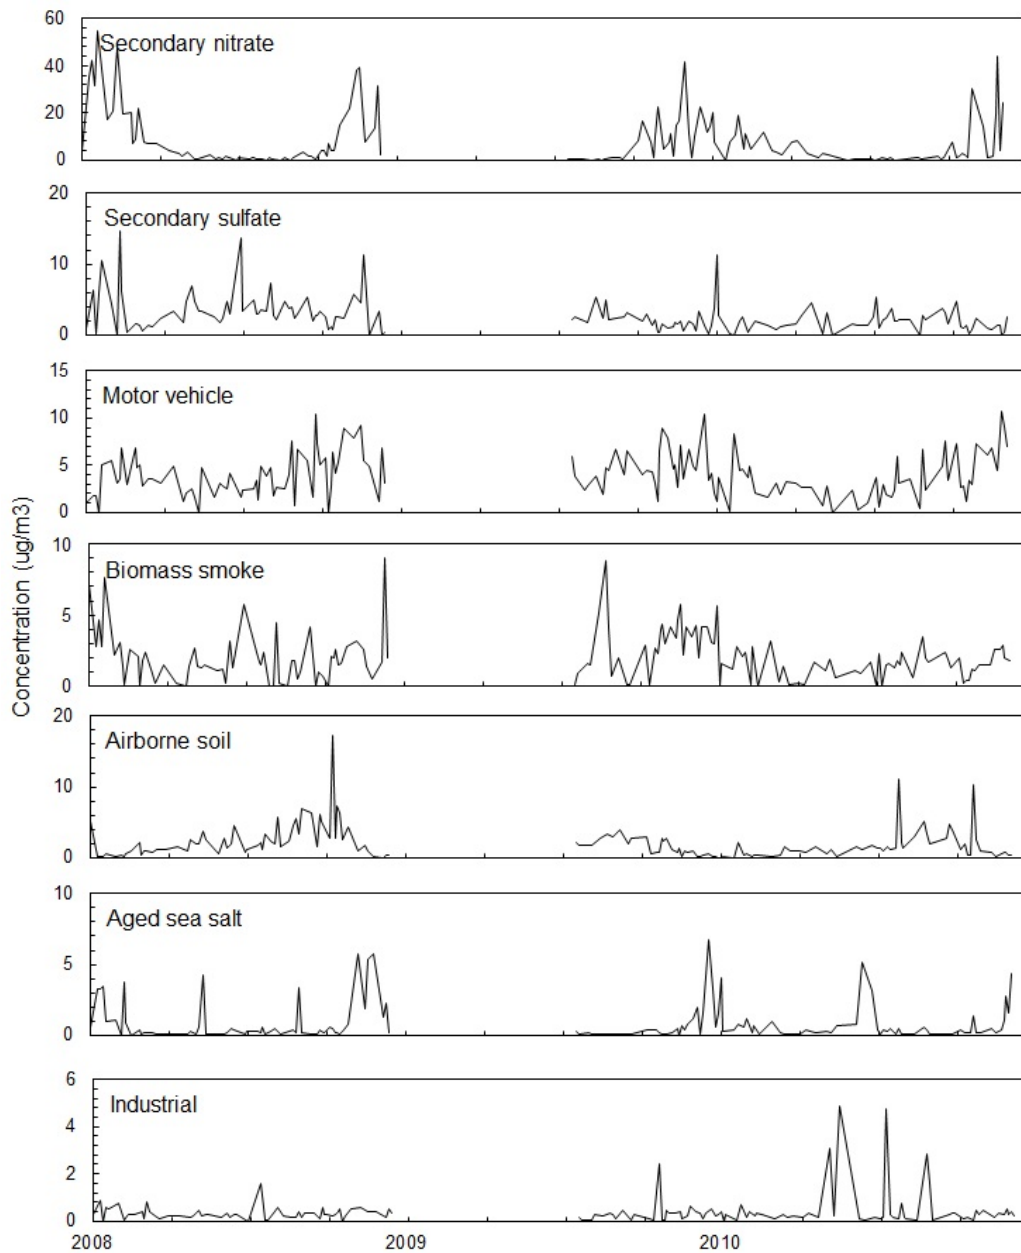 60
Secondary nitrate
40
20
0
20
Secondary sulfate
10
0
15
Motor vehicle
10
5
0
Concentration (ug/m3)
10
Biomass smoke
5
0
20
Airborne soil
10
0
10
Aged sea salt
5
0
6
Industrial
4
2
0
2008 2009 2010